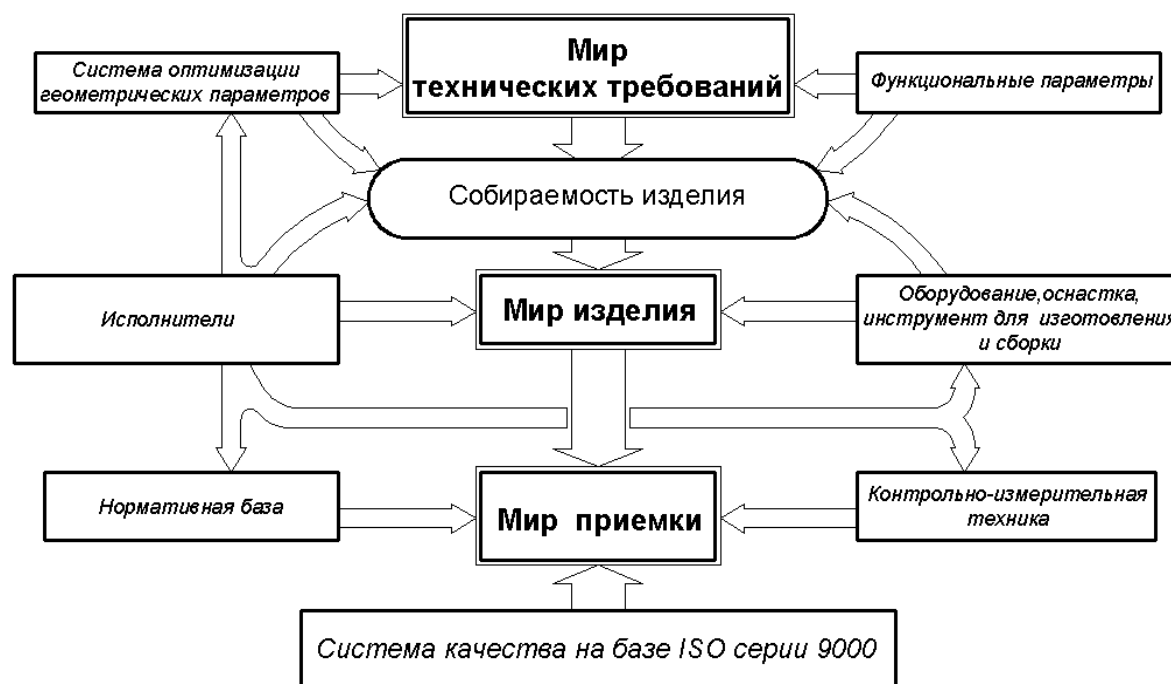 Мир
технических требований
Система оптимизации
геометрических параметров
Функциональные параметры
Собираемость изделия
Исполнители
Мир изделия
Оборудование,оснастка,
инструмент для изготовления
и сборки
Нормативная база
Мир приемки
Контрольно-измерительная
техника
Система качества на базе ISO серии 9000